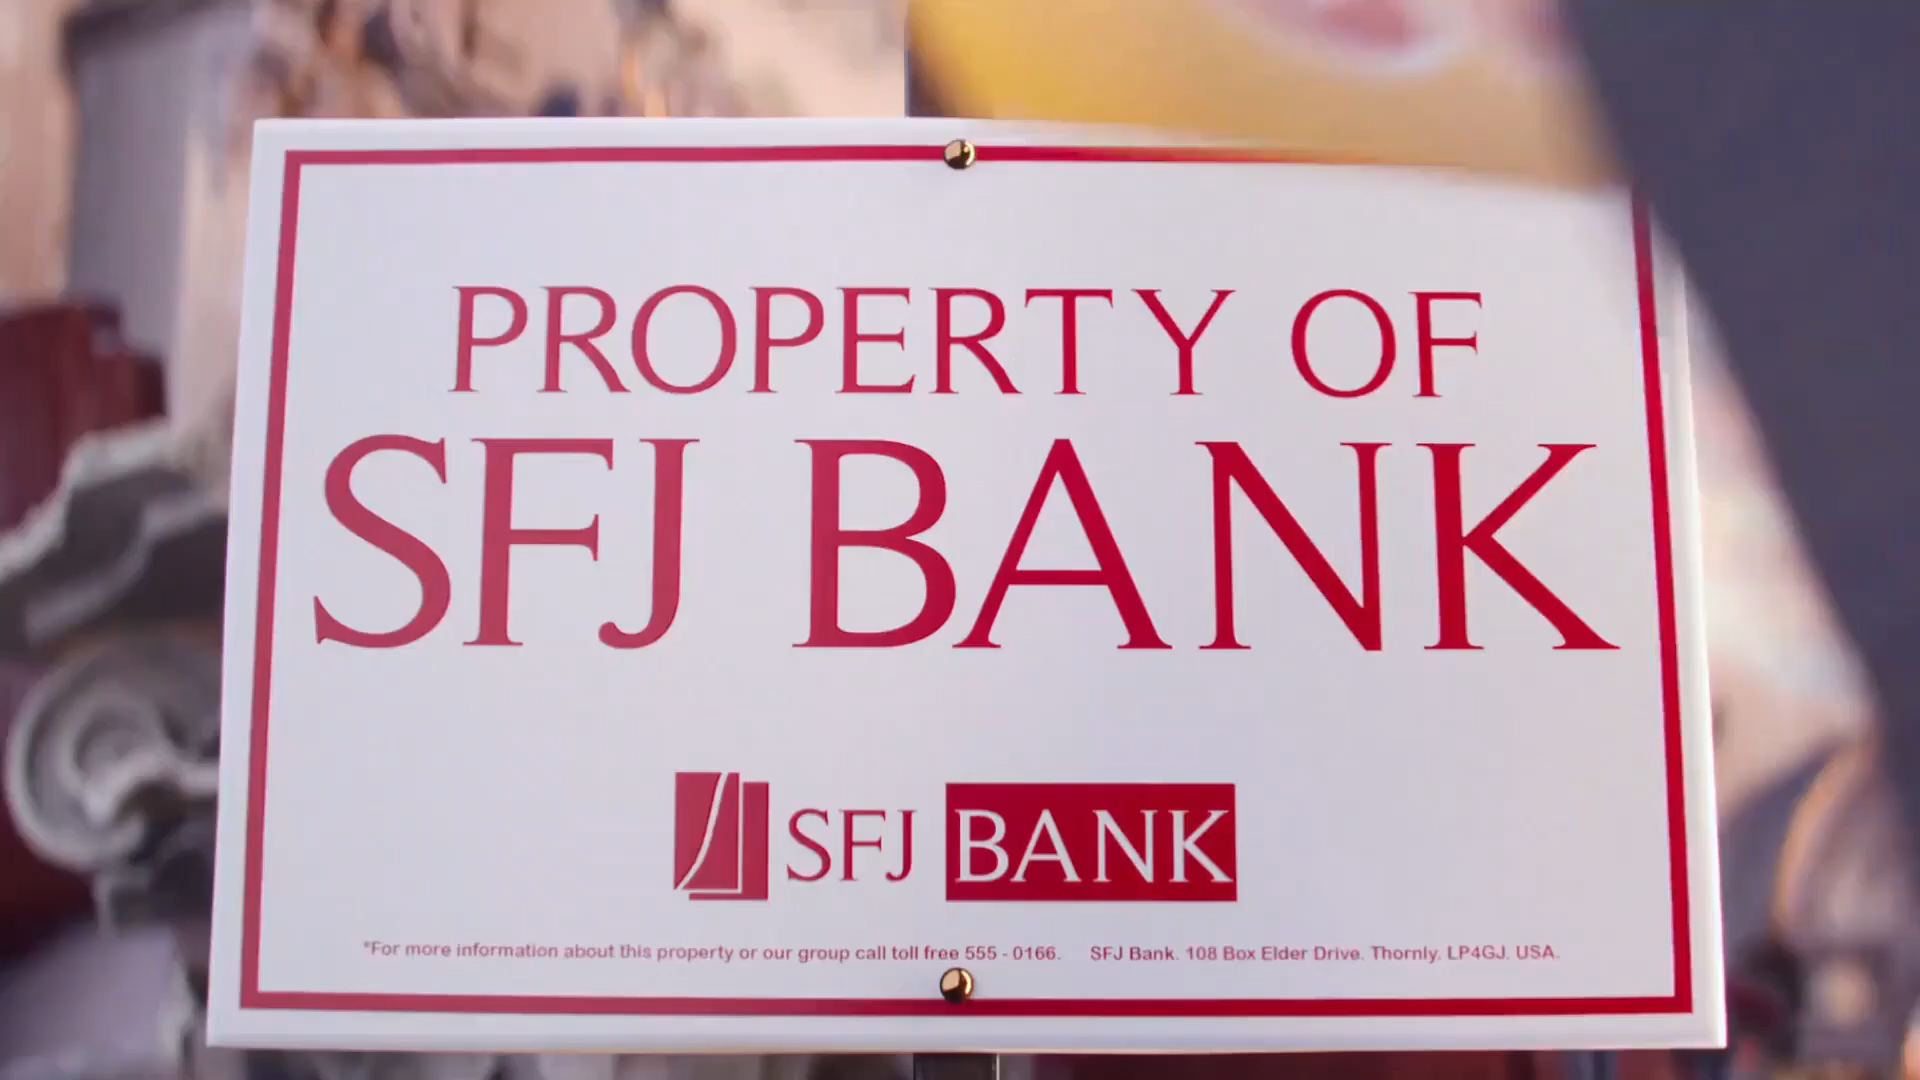 PROPERTY OF
SFJ BANK
SFJ BANK
*For more information about this property or our group call toll free 555 - 0166. SFJ Bank. 108 Box Elder Drive. Thornly. LP4GJ. USA.